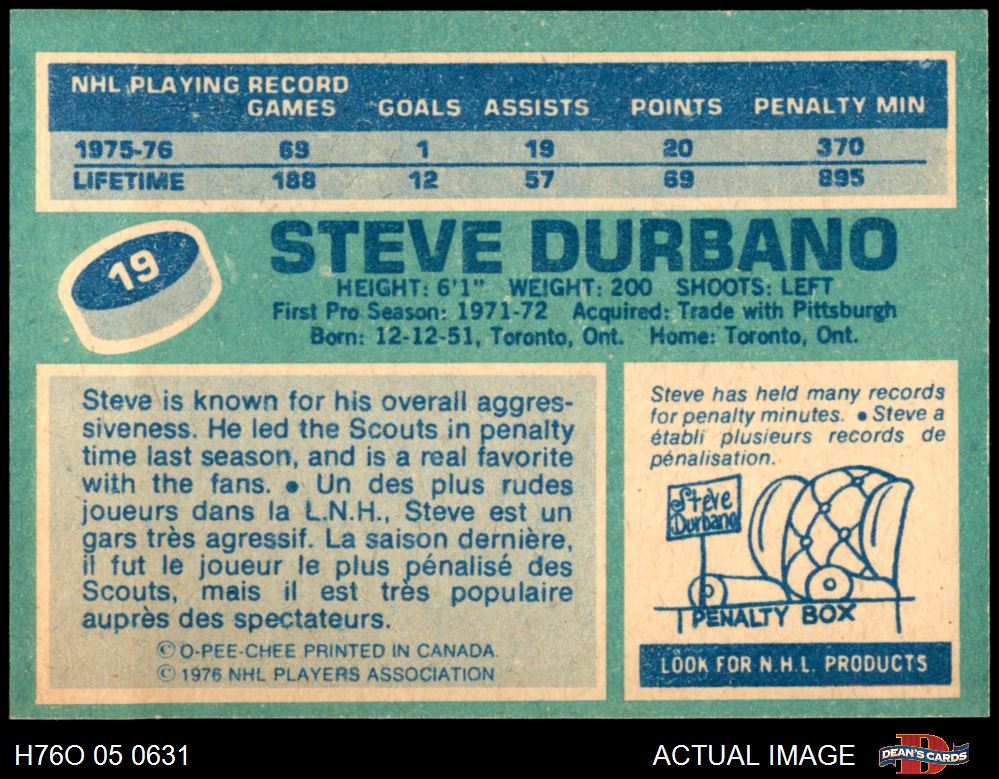 NHL PLAYING RECORD
GAMES GOALS ASSISTS POINTS PENALTY MIN
1975-76 69 1 19 20 370
LIFETIME 188 12 57 69 895
19
STEVE DURBANO
HEIGHT: 6'1" WEIGHT: 200 SHOOTS: LEFT
First Pro Season: 1971-72 Acquired: Trade with Pittsburgh
Born: 12-12-51, Toronto, Ont. Home: Toronto, Ont.
Steve is known for his overall aggres-
siveness. He led the Scouts in penalty
time last season, and is a real favorite
with the fans. • Un des plus rudes
joueurs dans la L.N.H., Steve est un
gars très agressif. La saison dernière,
il fut le joueur le plus pénalisé des
Scouts, mais il est très populaire
auprès des spectateurs.
© O-PEE-CHEE PRINTED IN CANADA.
© 1976 NHL PLAYERS ASSOCIATION
Steve has held many records
for penalty minutes. • Steve a
établi plusieurs records de
pénalisation.
Steve
Durbano
PENALTY BOX
LOOK FOR N.H.L. PRODUCTS
H76O 05 0631
ACTUAL IMAGE
DEAN'S CARDS